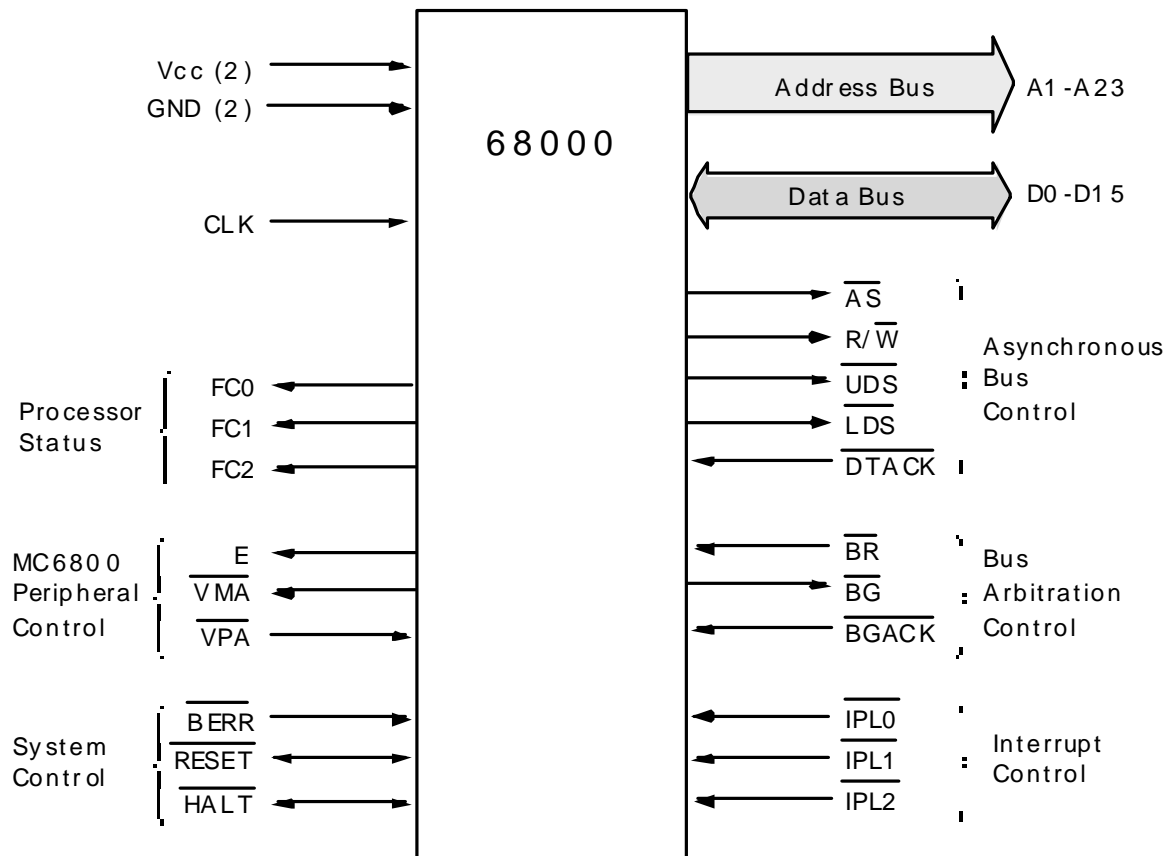 Vcc (2)
GND (2)
CLK
68000
Address Bus
A1-A23
Data Bus
D0-D15
Processor
Status
FC0
FC1
FC2
MC6800
Peripheral
Control
E
VMA
VPA
System
Control
BERR
RESET
HALT
AS
R/W
UDS
LDS
DTACK
Asynchronous
Bus
Control
BR
BG
BGACK
Bus
Arbitration
Control
IPL0
IPL1
IPL2
Interrupt
Control